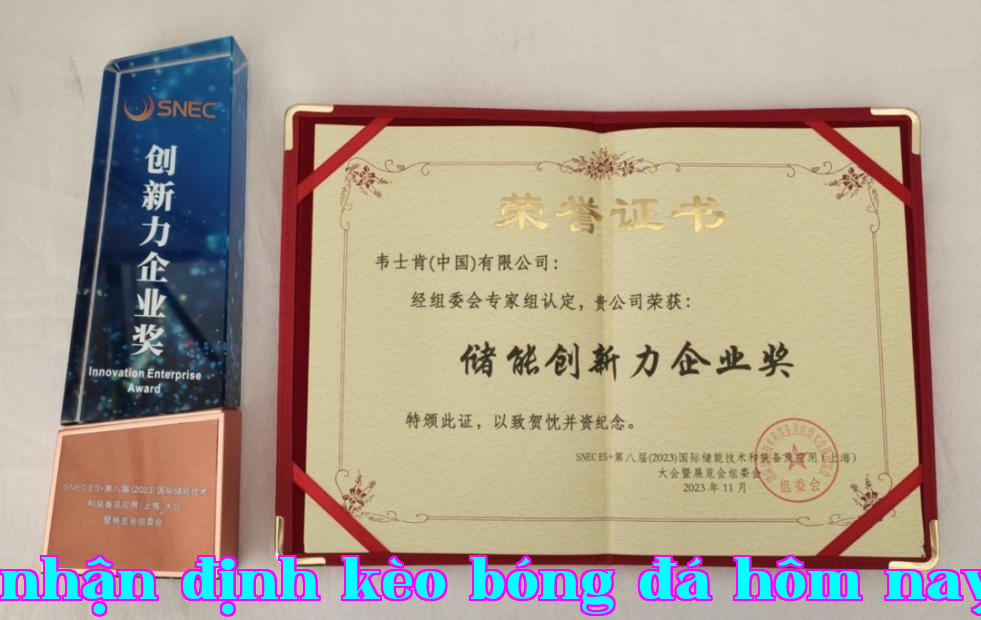 SNEC
创新力企业奖
Innovation Enterprise
Award
SNEC ES+第八届(2023)国际储能技术
和装备及应用(上海)大会
暨展览会组委会
荣誉证书
韦士肯(中国)有限公司：
经组委会专家组认定，贵公司荣获：
储能创新力企业奖
特颁此证，以致贺忱并资纪念。
SNEC ES+第八届(2023)国际储能技术和装备及应用（上海）
大会暨展览会组委会
2023年11月
组委会
nhận định kèo bóng đá hôm nay